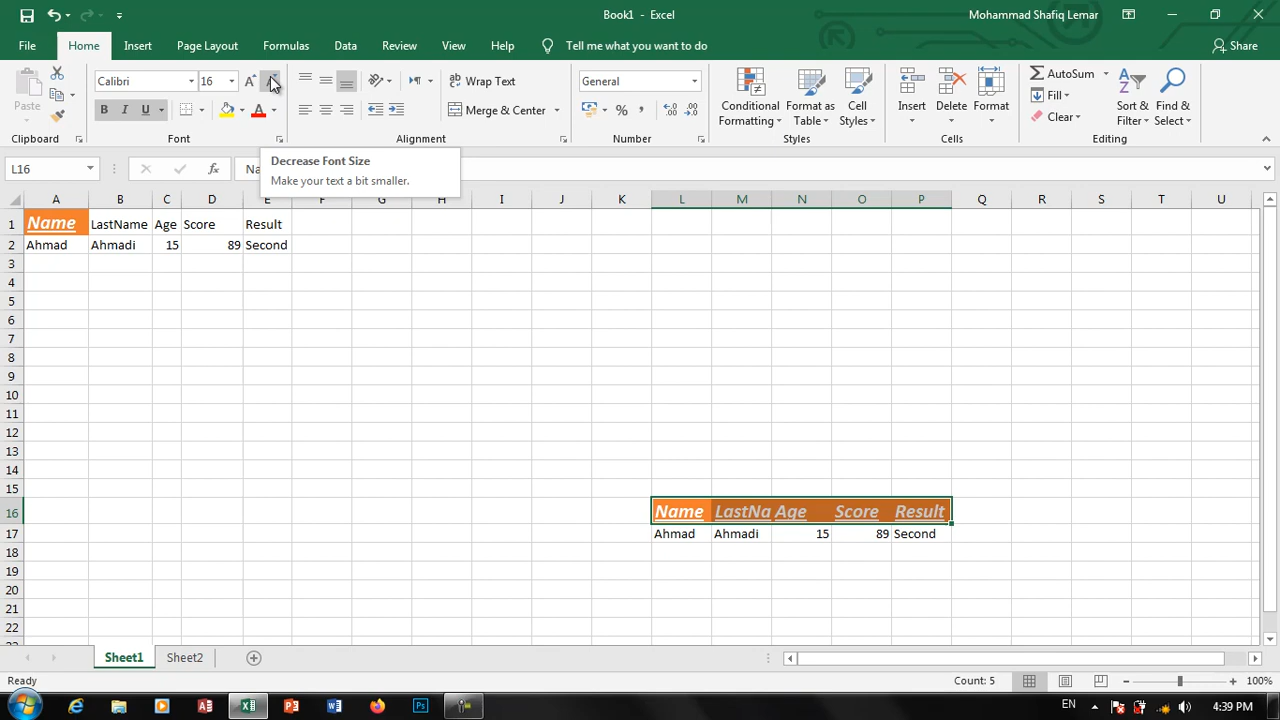 Book1 - Excel
Mohammad Shafiq Lemar
File Home Insert Page Layout Formulas Data Review View Help Tell me what you want to do Share
Calibri 16 Wrap Text General AutoSum
Paste B I U Merge & Center % , Conditional Formatting Format as Table Cell Styles Insert Delete Format Fill Clear Sort & Filter Find & Select
Clipboard Font Alignment Number Styles Cells Editing
L16 fx Na
Decrease Font Size
Make your text a bit smaller.
A B C D E F G H I J K L M N O P Q R S T U
1 Name LastName Age Score Result
2 Ahmad Ahmadi 15 89 Second
3
4
5
6
7
8
9
10
11
12
13
14
15
16 Name LastNa Age Score Result
17 Ahmad Ahmadi 15 89 Second
18
19
20
21
22
Sheet1 Sheet2
Ready Count: 5 100%
EN 4:39 PM